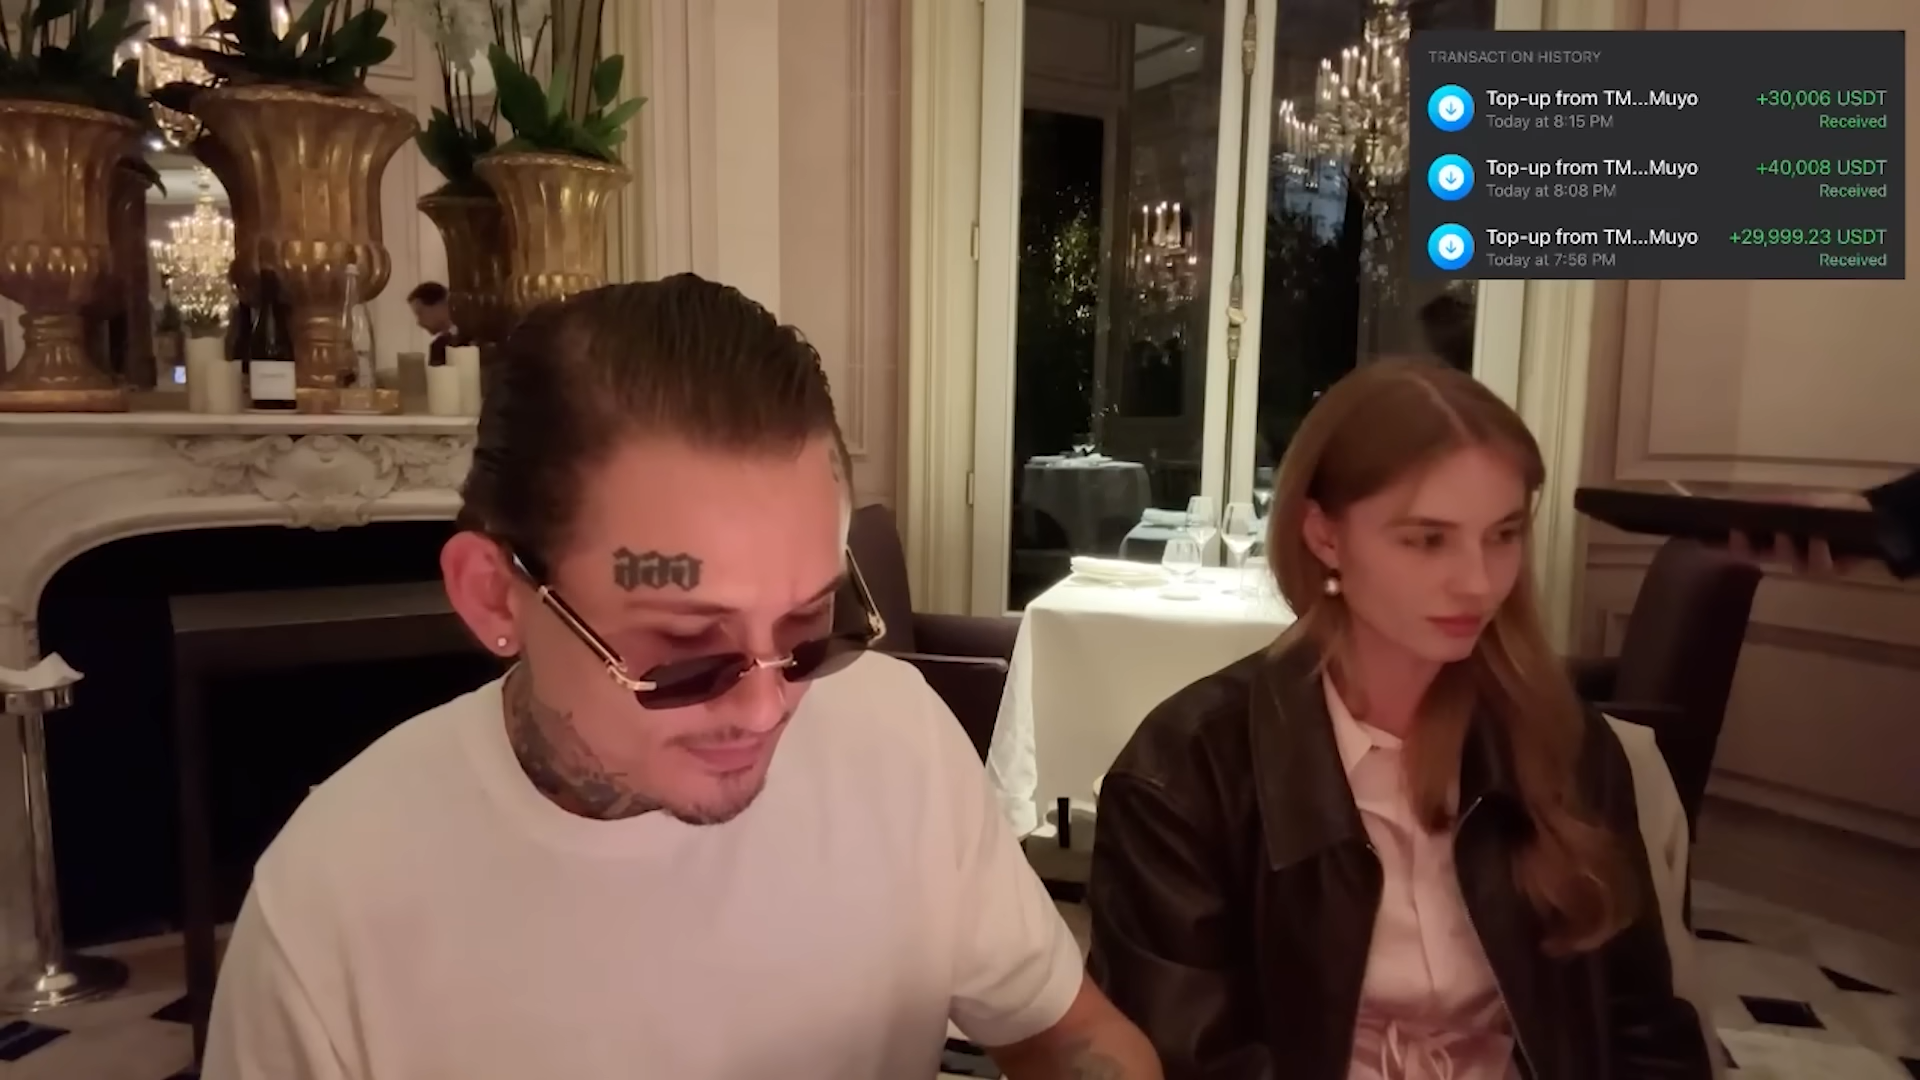 TRANSACTION HISTORY
Top-up from TM...Muyo +30,006 USDT
Today at 8:15 PM Received
Top-up from TM...Muyo +40,008 USDT
Today at 8:08 PM Received
Top-up from TM...Muyo +29,999.23 USDT
Today at 7:56 PM Received